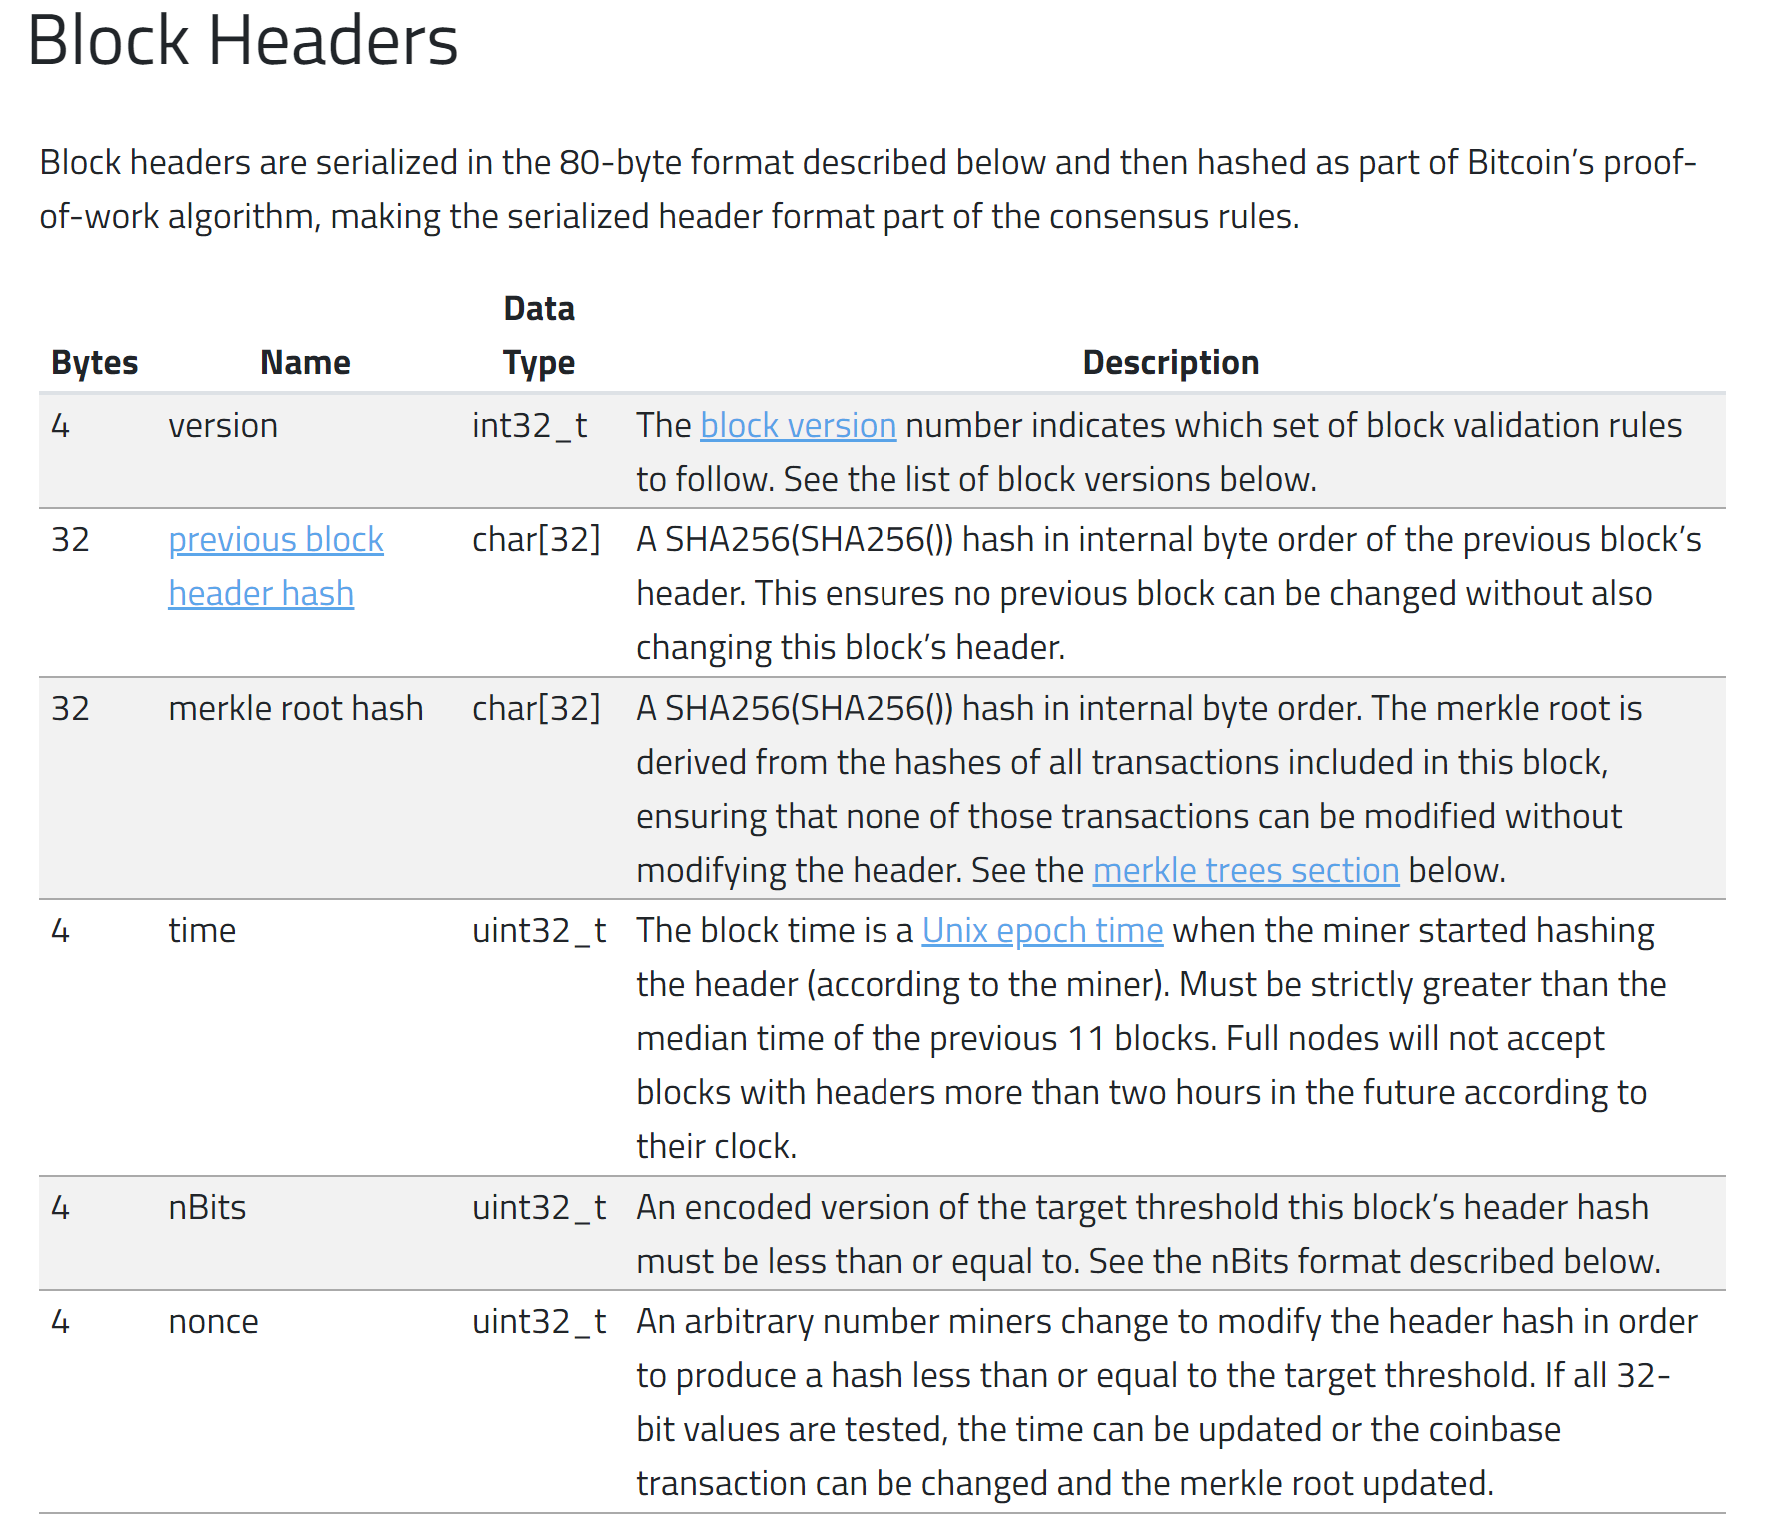 Block Headers
Block headers are serialized in the 80-byte format described below and then hashed as part of Bitcoin’s proof-
of-work algorithm, making the serialized header format part of the consensus rules.
Bytes Name Data Type Description
4 version int32_t The block version number indicates which set of block validation rules
to follow. See the list of block versions below.
32 previous block char[32] A SHA256(SHA256()) hash in internal byte order of the previous block’s
header hash header. This ensures no previous block can be changed without also
changing this block’s header.
32 merkle root hash char[32] A SHA256(SHA256()) hash in internal byte order. The merkle root is
derived from the hashes of all transactions included in this block,
ensuring that none of those transactions can be modified without
modifying the header. See the merkle trees section below.
4 time uint32_t The block time is a Unix epoch time when the miner started hashing
the header (according to the miner). Must be strictly greater than the
median time of the previous 11 blocks. Full nodes will not accept
blocks with headers more than two hours in the future according to
their clock.
4 nBits uint32_t An encoded version of the target threshold this block’s header hash
must be less than or equal to. See the nBits format described below.
4 nonce uint32_t An arbitrary number miners change to modify the header hash in order
to produce a hash less than or equal to the target threshold. If all 32-
bit values are tested, the time can be updated or the coinbase
transaction can be changed and the merkle root updated.